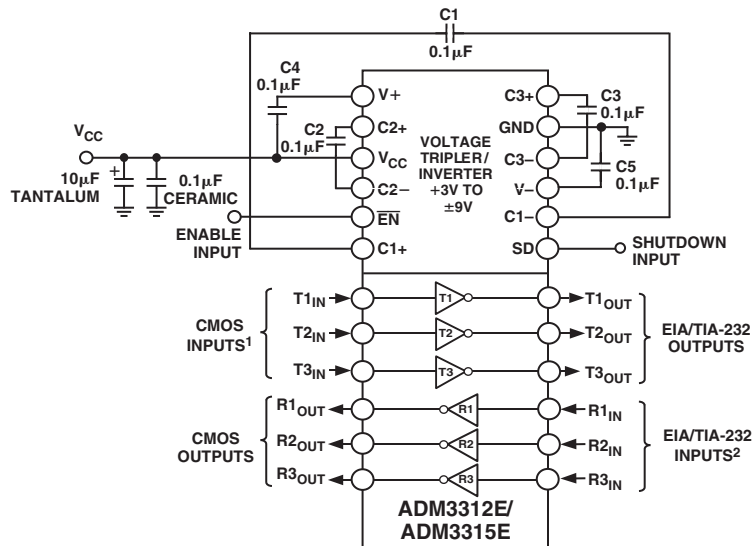 C1
0.1µF
C4
0.1µF
V+
C3+
C3
0.1µF
C2+
C2
0.1µF
GND
VOLTAGE
TRIPLER/
INVERTER
+3V TO
±9V
VCC
VCC
C3–
C5
0.1µF
10µF
+
TANTALUM
0.1µF
CERAMIC
C2–
V–
ENABLE
INPUT
EN
C1–
C1+
SD
SHUTDOWN
INPUT
CMOS
INPUTS1
T1IN
T1
T1OUT
T2IN
T2
T2OUT
T3IN
T3
T3OUT
EIA/TIA-232
OUTPUTS
CMOS
OUTPUTS
R1OUT
R1
R1IN
R2OUT
R2
R2IN
R3OUT
R3
R3IN
EIA/TIA-232
INPUTS2
ADM3312E/
ADM3315E